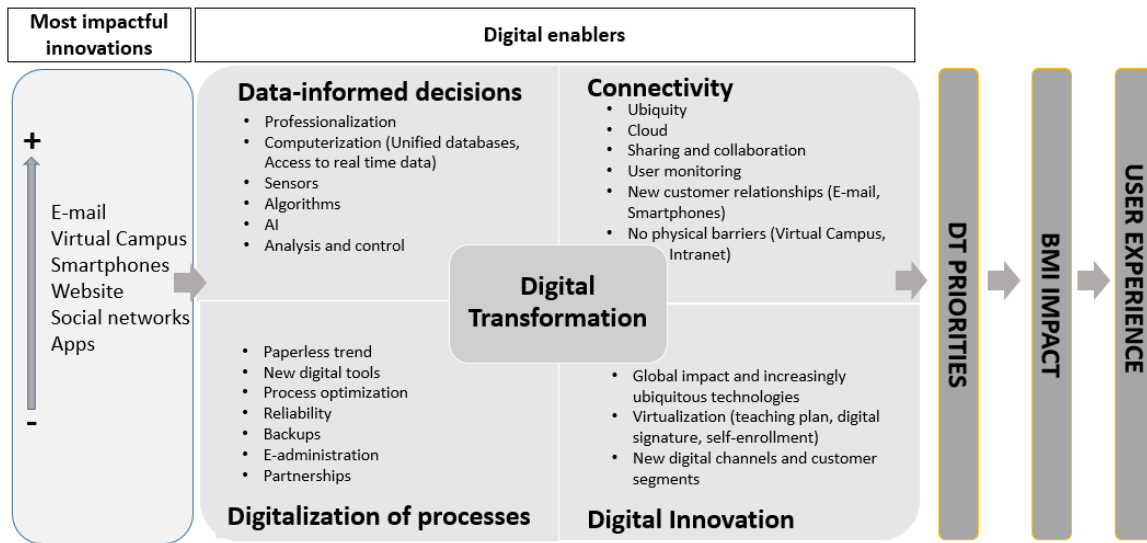 Most impactful
innovations
Digital enablers
+
E-mail
Virtual Campus
Smartphones
Website
Social networks
Apps
-
Data-informed decisions
• Professionalization
• Computerization (Unified databases,
Access to real time data)
• Sensors
• Algorithms
• AI
• Analysis and control
Connectivity
• Ubiquity
• Cloud
• Sharing and collaboration
• User monitoring
• New customer relationships (E-mail,
Smartphones)
• No physical barriers (Virtual Campus,
Intranet)
Digital
Transformation
• Paperless trend
• New digital tools
• Process optimization
• Reliability
• Backups
• E-administration
• Partnerships
Digitalization of processes
• Global impact and increasingly
ubiquitous technologies
• Virtualization (teaching plan, digital
signature, self-enrollment)
• New digital channels and customer
segments
Digital Innovation
DT PRIORITIES
BMI IMPACT
USER EXPERIENCE